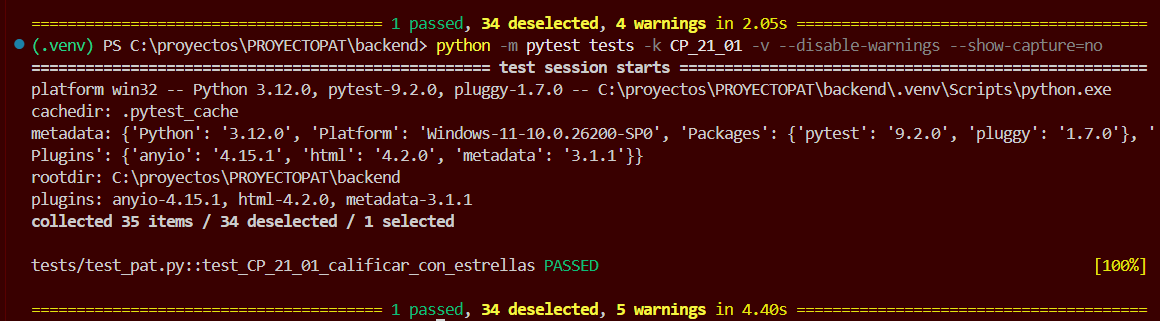 ======================================= 1 passed, 34 deselected, 4 warnings in 2.05s =======================================
(.venv) PS C:\proyectos\PROYECTOPAT\backend> python -m pytest tests -k CP_21_01 -v --disable-warnings --show-capture=no
=================================================== test session starts ====================================================
platform win32 -- Python 3.12.0, pytest-9.2.0, pluggy-1.7.0 -- C:\proyectos\PROYECTOPAT\backend\.venv\Scripts\python.exe
cachedir: .pytest_cache
metadata: {'Python': '3.12.0', 'Platform': 'Windows-11-10.0.26200-SP0', 'Packages': {'pytest': '9.2.0', 'pluggy': '1.7.0'}, '
Plugins': {'anyio': '4.15.1', 'html': '4.2.0', 'metadata': '3.1.1'}}
rootdir: C:\proyectos\PROYECTOPAT\backend
plugins: anyio-4.15.1, html-4.2.0, metadata-3.1.1
collected 35 items / 34 deselected / 1 selected
tests/test_pat.py::test_CP_21_01_calificar_con_estrellas PASSED [100%]
======================================= 1 passed, 34 deselected, 5 warnings in 4.40s =======================================